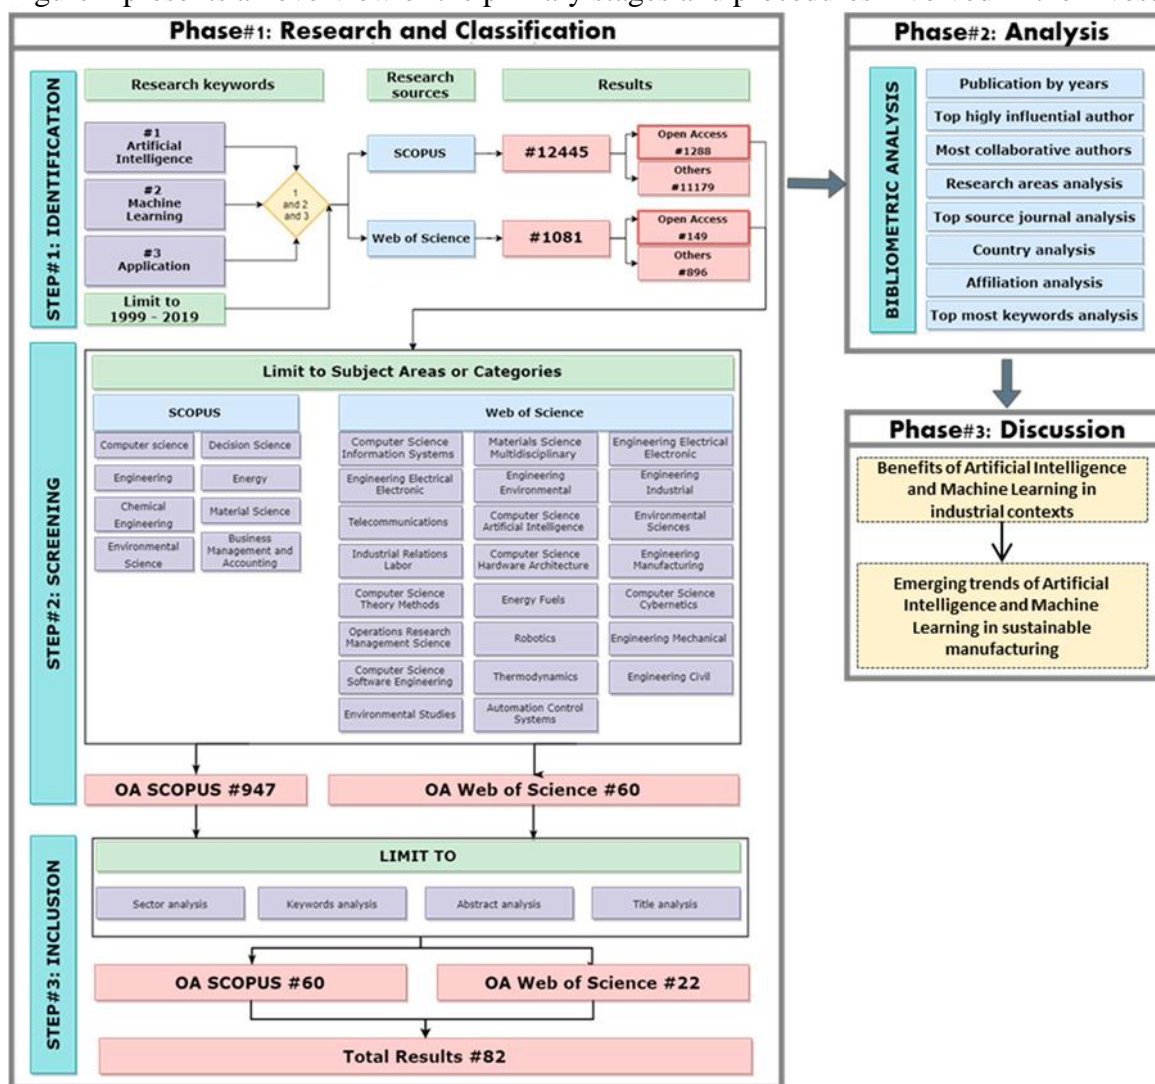 Phase#1: Research and Classification
STEP#1: IDENTIFICATION
Research keywords
Research
sources
Results
#1
Artificial
Intelligence
#2
Machine
Learning
#3
Application
Limit to
1999 - 2019
1
and 2
and 3
SCOPUS
Web of Science
#12445
#1081
Open Access
#1288
Others
#11179
Open Access
#149
Others
#896
STEP#2: SCREENING
Limit to Subject Areas or Categories
SCOPUS
Computer science
Decision Science
Engineering
Energy
Chemical
Engineering
Material Science
Environmental
Science
Business
Management and
Accounting
Web of Science
Computer Science
Information Systems
Materials Science
Multidisciplinary
Engineering Electrical
Electronic
Engineering Electrical
Electronic
Engineering
Environmental
Engineering
Industrial
Telecommunications
Computer Science
Artificial Intelligence
Environmental
Sciences
Industrial Relations
Labor
Computer Science
Hardware Architecture
Engineering
Manufacturing
Computer Science
Theory Methods
Energy Fuels
Computer Science
Cybernetics
Operations Research
Management Science
Robotics
Engineering Mechanical
Computer Science
Software Engineering
Thermodynamics
Engineering Civil
Environmental Studies
Automation Control
Systems
OA SCOPUS #947
OA Web of Science #60
STEP#3: INCLUSION
LIMIT TO
Sector analysis
Keywords analysis
Abstract analysis
Title analysis
OA SCOPUS #60
OA Web of Science #22
Total Results #82
Phase#2: Analysis
BIBLIOMETRIC ANALYSIS
Publication by years
Top higly influential author
Most collaborative authors
Research areas analysis
Top source journal analysis
Country analysis
Affiliation analysis
Top most keywords analysis
Phase#3: Discussion
Benefits of Artificial Intelligence
and Machine Learning in
industrial contexts
Emerging trends of Artificial
Intelligence and Machine
Learning in sustainable
manufacturing